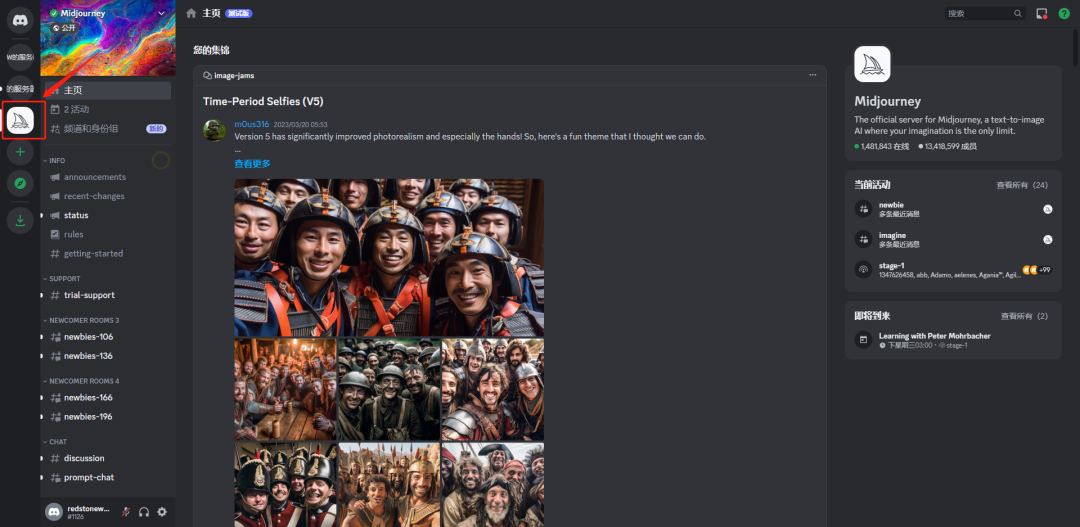 Midjourney
公开
W的服务
的服务器
主页
2 活动
频道和身份组
新的
INFO
announcements
recent-changes
status
rules
getting-started
SUPPORT
trial-support
NEWCOMER ROOMS 3
newbies-106
newbies-136
NEWCOMER ROOMS 4
newbies-166
newbies-196
CHAT
discussion
prompt-chat
redstonew...
#1126
主页 测试版
搜索
您的集锦
image-jams
Time-Period Selfies (V5)
m0us316 2023/03/20 05:53
Version 5 has significantly improved photorealism and especially the hands! So, here's a fun theme that I thought we can do.
...
查看更多
Midjourney
The official server for Midjourney, a text-to-image
AI where your imagination is the only limit.
1,481,843 在线 13,418,599 成员
当前活动 查看所有 (24)
newbie
多条最近消息
imagine
多条最近消息
stage-1
1347626458, abb, Adamo, aelenes, Agania™, Agil... +99
即将到来 查看所有 (2)
Learning with Peter Mohrbacher
下星期三03:00 · stage-1